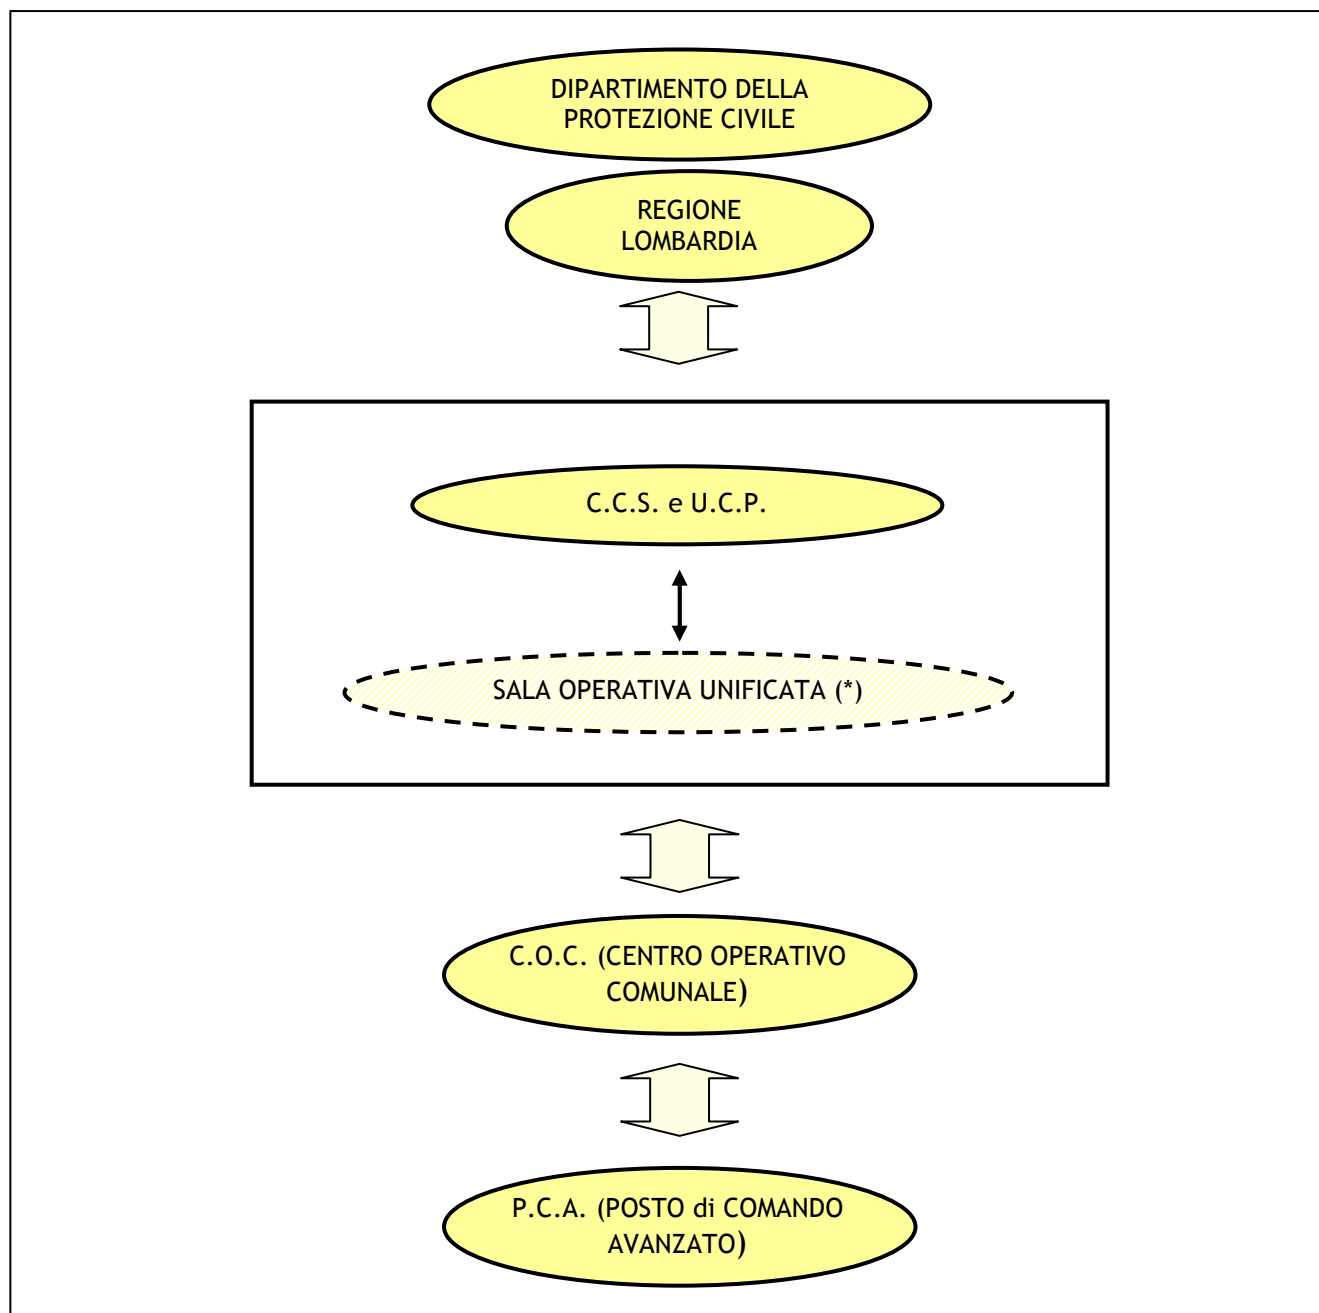 DIPARTIMENTO DELLA
PROTEZIONE CIVILE
REGIONE
LOMBARDIA
C.C.S. e U.C.P.
SALA OPERATIVA UNIFICATA (*)
C.O.C. (CENTRO OPERATIVO
COMUNALE)
P.C.A. (POSTO di COMANDO
AVANZATO)